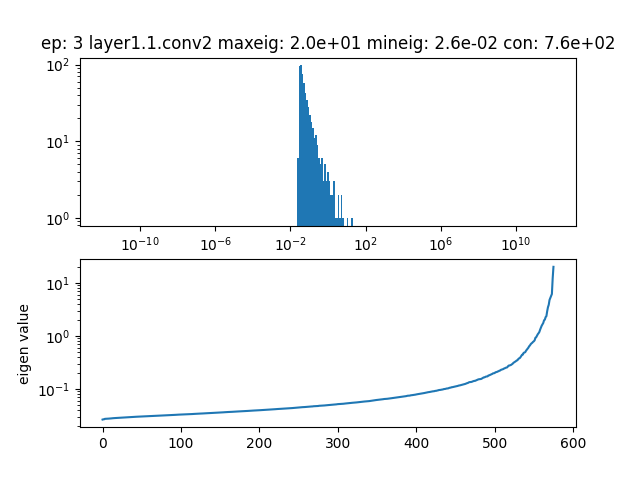 ep: 3 layer1.1.conv2 maxeig: 2.0e+01 mineig: 2.6e-02 con: 7.6e+02
10²
10¹
10⁰
10⁻¹⁰ 10⁻⁶ 10⁻² 10² 10⁶ 10¹⁰
eigen value
10¹
10⁰
10⁻¹
0 100 200 300 400 500 600